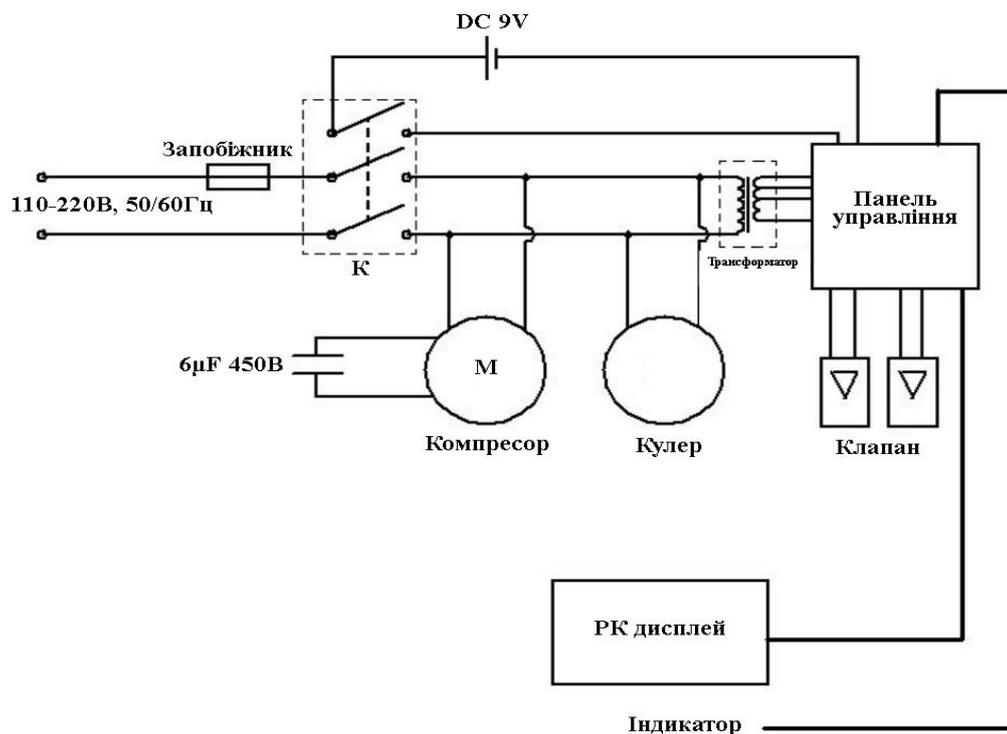 DC 9V
Запобіжник
110-220В, 50/60Гц
К
Трансформатор
Панель
управління
6μF 450В
М
Компресор
Кулер
Клапан
РК дисплей
Індикатор